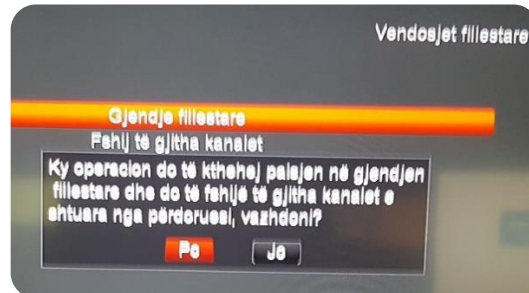 Vendosjet fillestare
Gjendje fillestare
Fshij të gjitha kanalet
Ky operacion do të kthehej paisjen në gjendjen
fillestare dhe do të fshijë të gjitha kanalet e
shtuara nga përdoruesi, vazhdoni?
Po
Jo